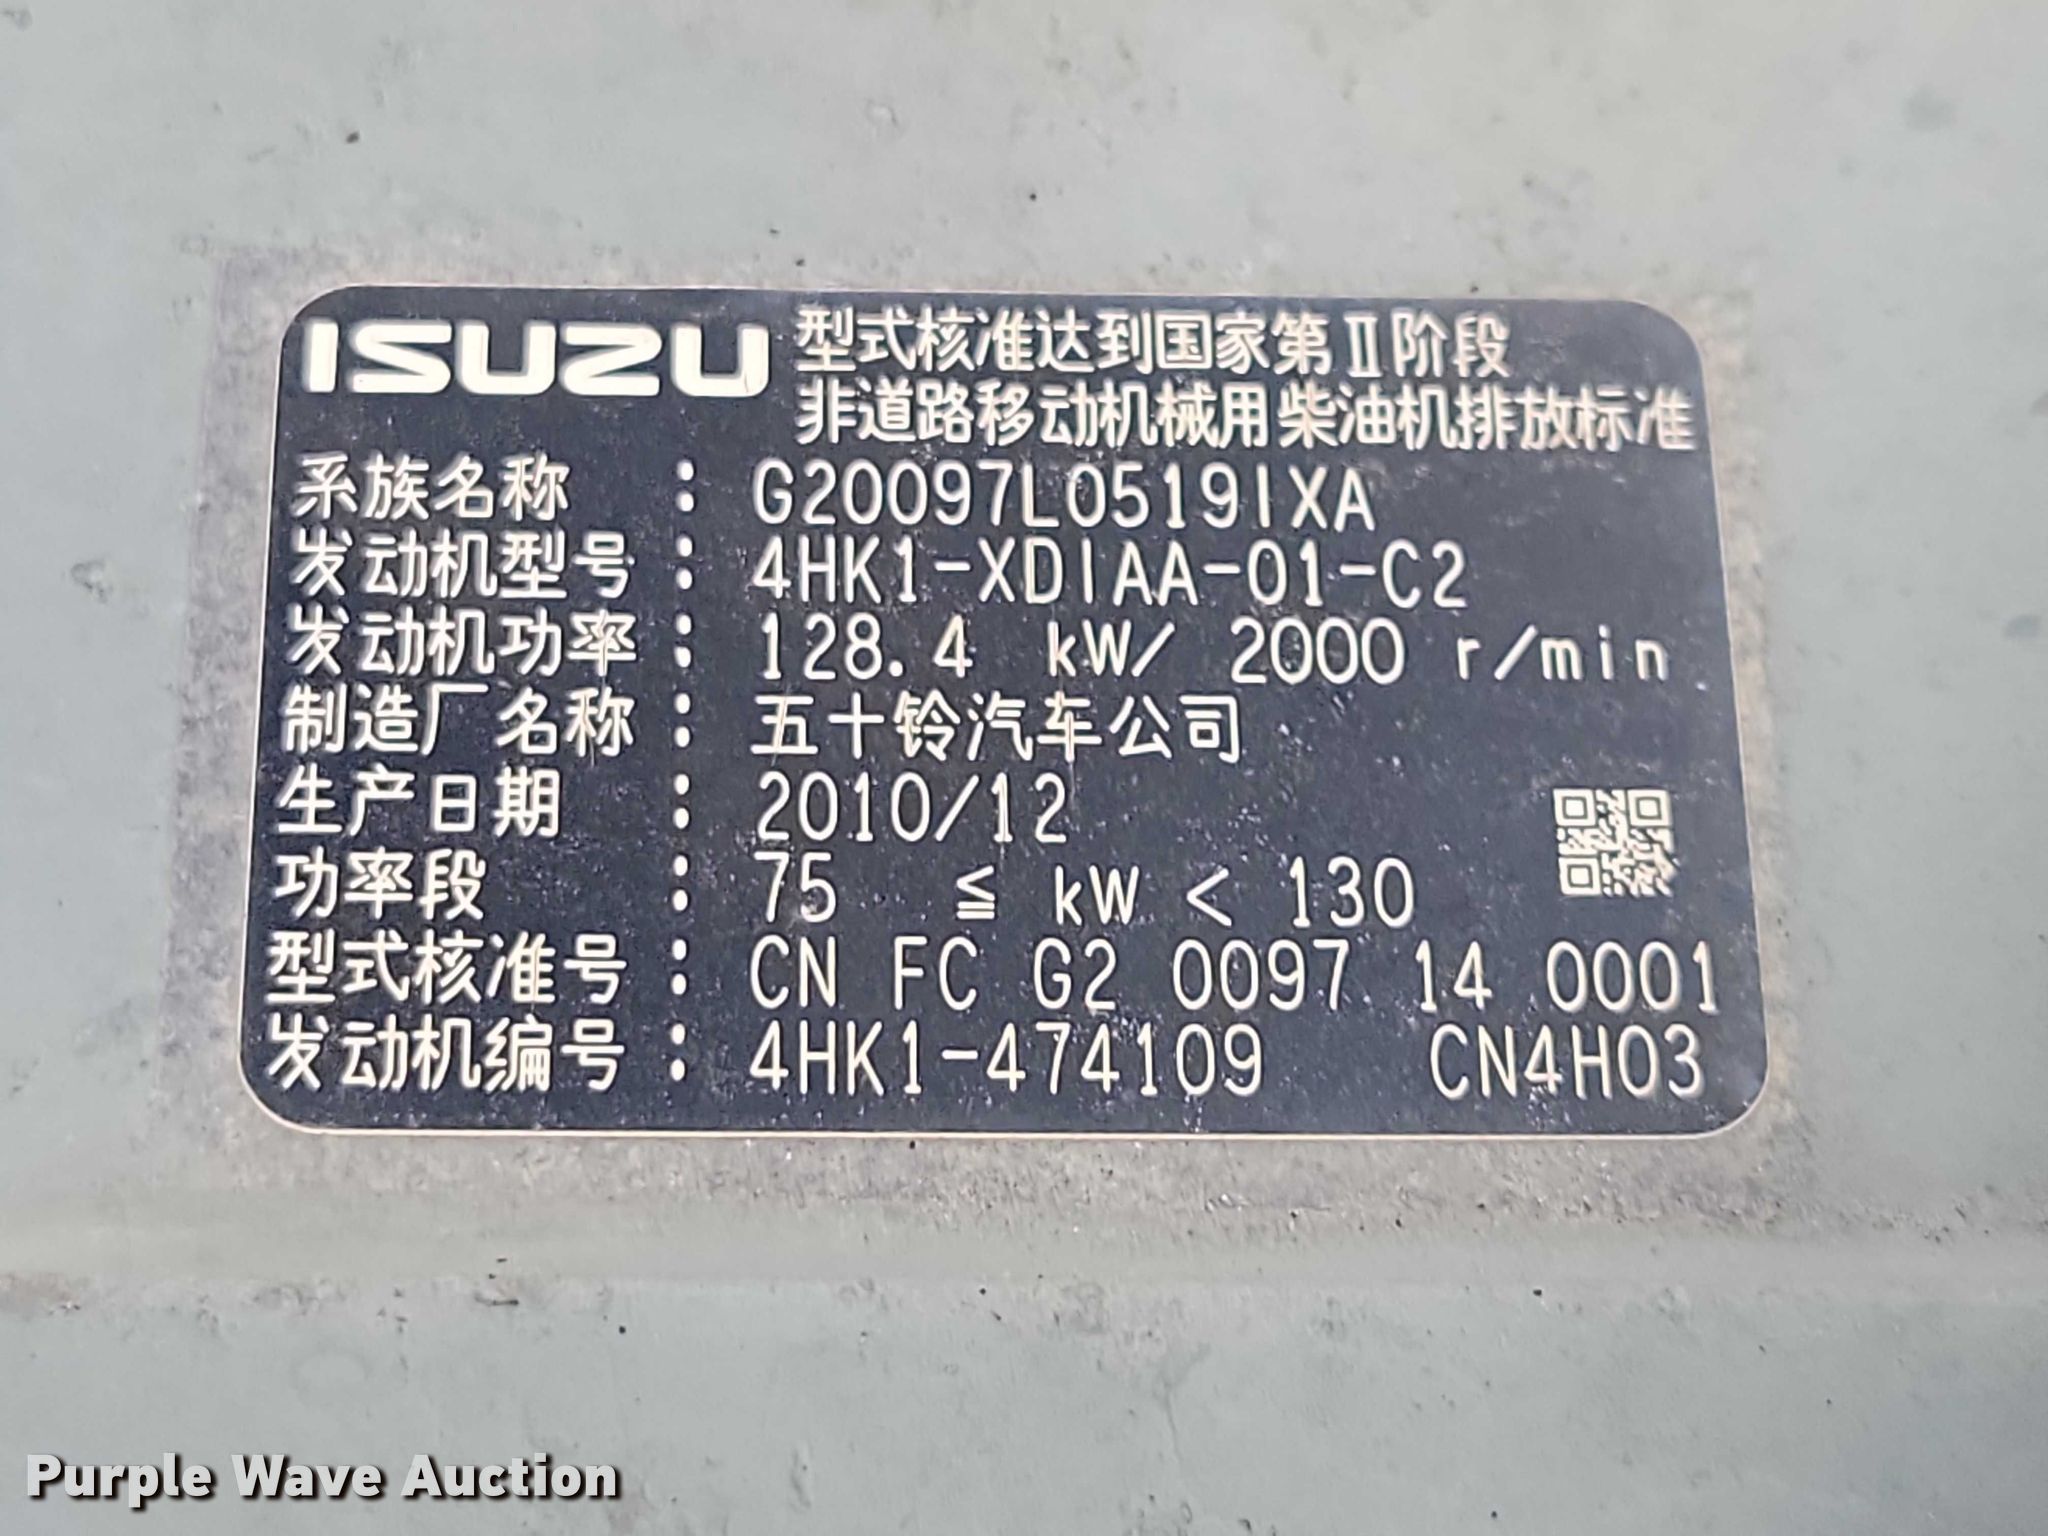 ISUZU 型式核准达到国家第Ⅱ阶段
非道路移动机械用柴油机排放标准
系族名称 : G20097L0519IXA
发动机型号 : 4HK1-XDIAA-01-C2
发动机功率 : 128.4 kW/ 2000 r/min
制造厂名称 : 五十铃汽车公司
生产日期 : 2010/12
功率段 : 75 ≦ kW < 130
型式核准号 : CN FC G2 0097 14 0001
发动机编号 : 4HK1-474109 CN4H03
Purple Wave Auction